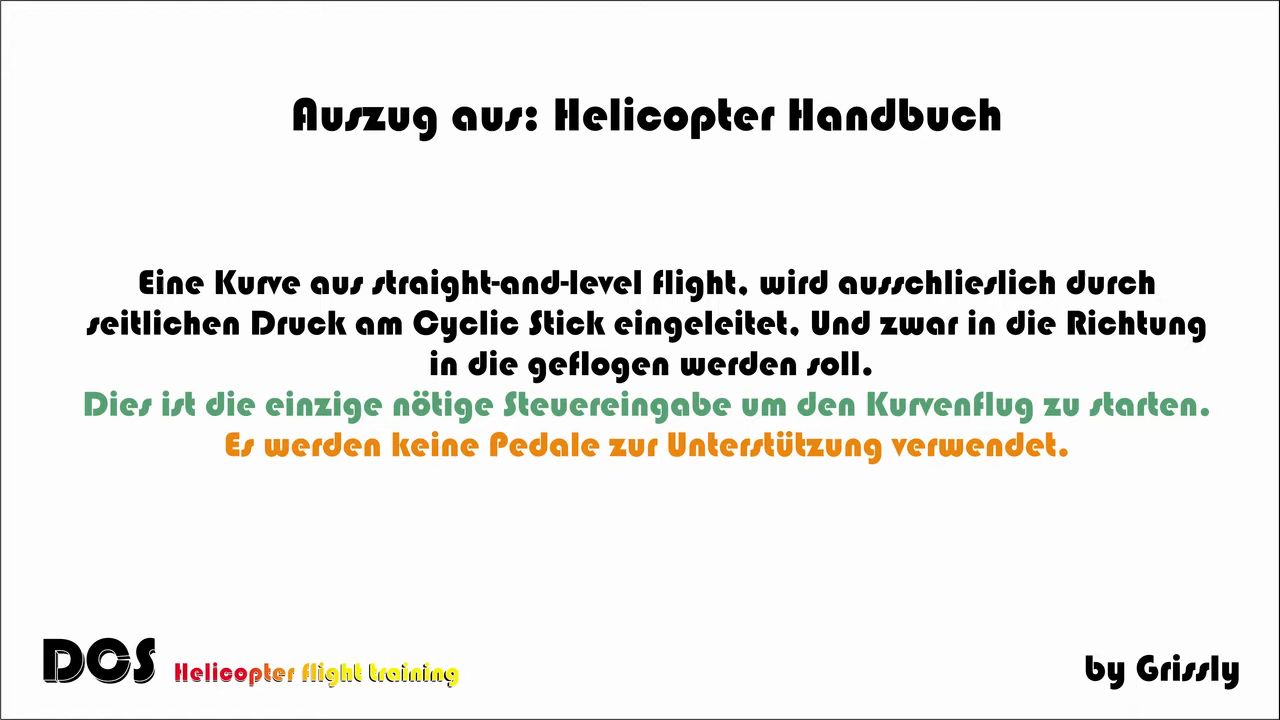 Auszug aus: Helicopter Handbuch
Eine Kurve aus straight-and-level flight, wird ausschlieslich durch
seitlichen Druck am Cyclic Stick eingeleitet, Und zwar in die Richtung
in die geflogen werden soll.
Dies ist die einzige nötige Steuereingabe um den Kurvenflug zu starten.
Es werden keine Pedale zur Unterstützung verwendet.
DCS Helicopter flight training
by Grissly